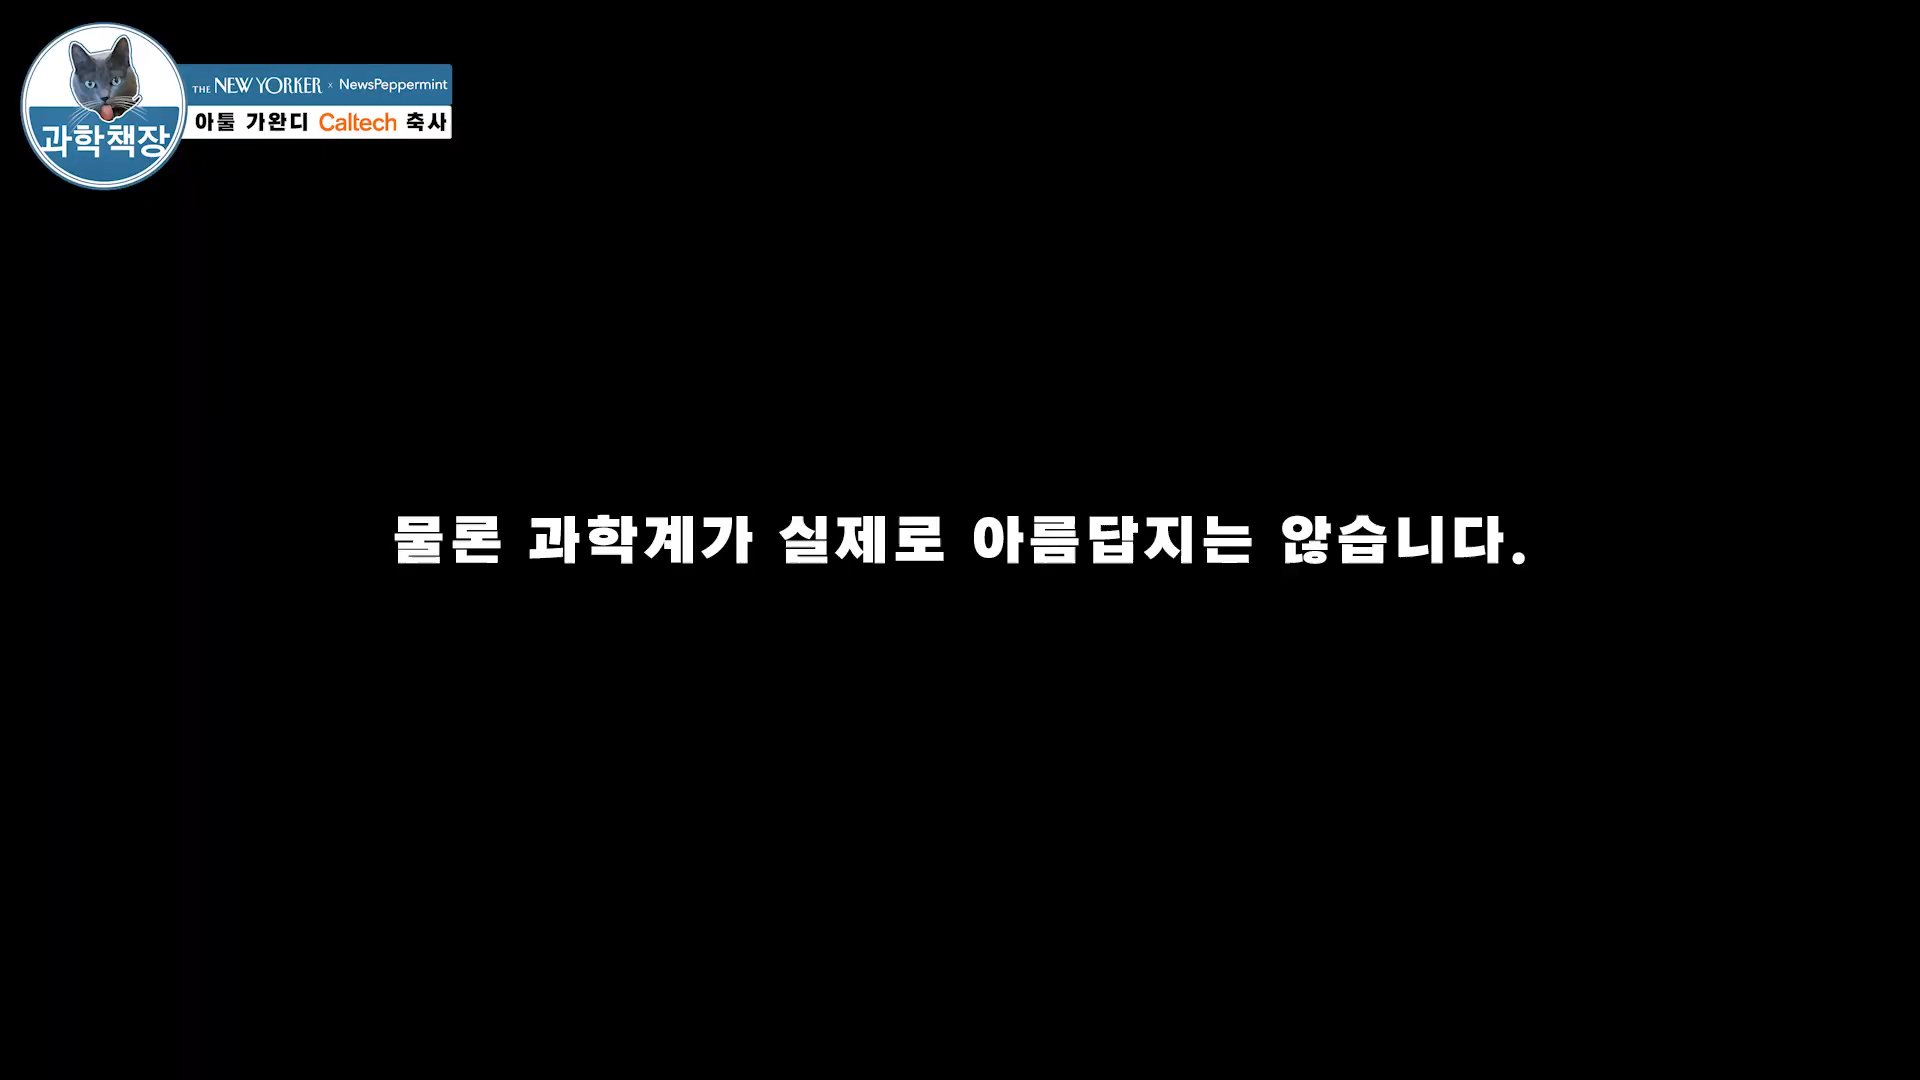 THE NEW YORKER x NewsPeppermint
아툴 가완디 Caltech 축사
과학책장
물론 과학계가 실제로 아름답지는 않습니다.